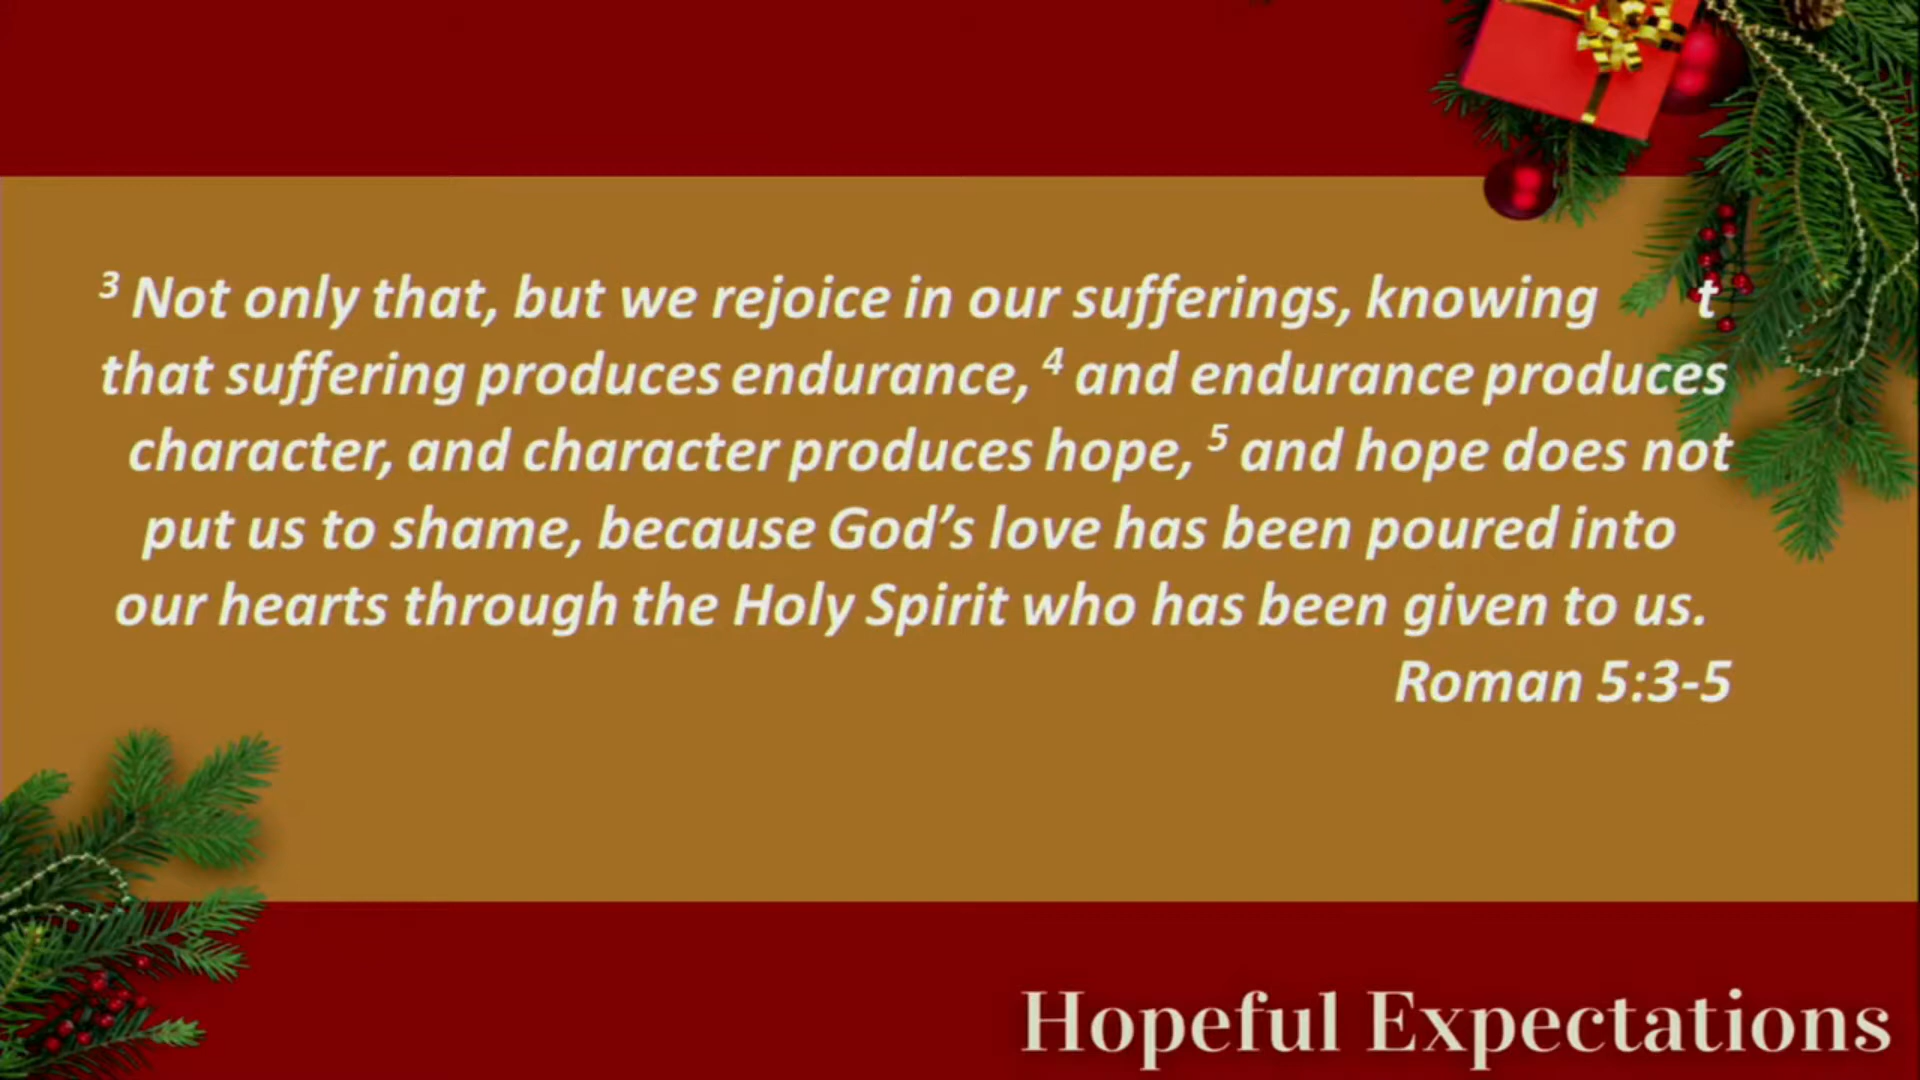 ³ Not only that, but we rejoice in our sufferings, knowing t
that suffering produces endurance, ⁴ and endurance produces
character, and character produces hope, ⁵ and hope does not
put us to shame, because God’s love has been poured into
our hearts through the Holy Spirit who has been given to us.
Roman 5:3-5
Hopeful Expectations